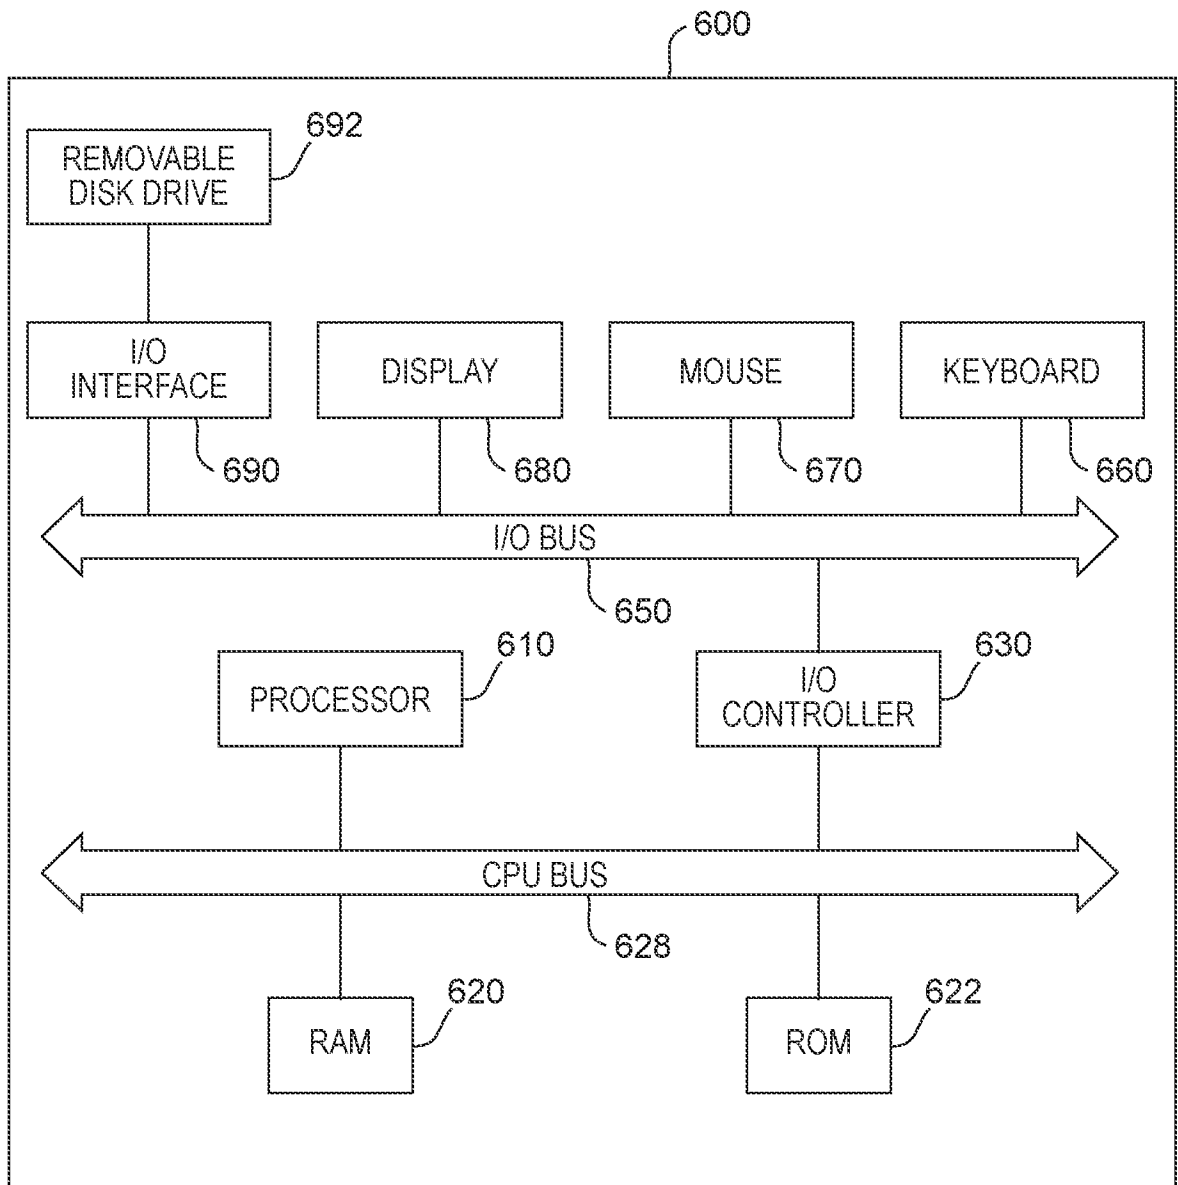 600
692
REMOVABLE
DISK DRIVE
I/O
INTERFACE
DISPLAY
MOUSE
KEYBOARD
690
680
670
660
I/O BUS
650
610
630
PROCESSOR
I/O
CONTROLLER
CPU BUS
628
620
622
RAM
ROM